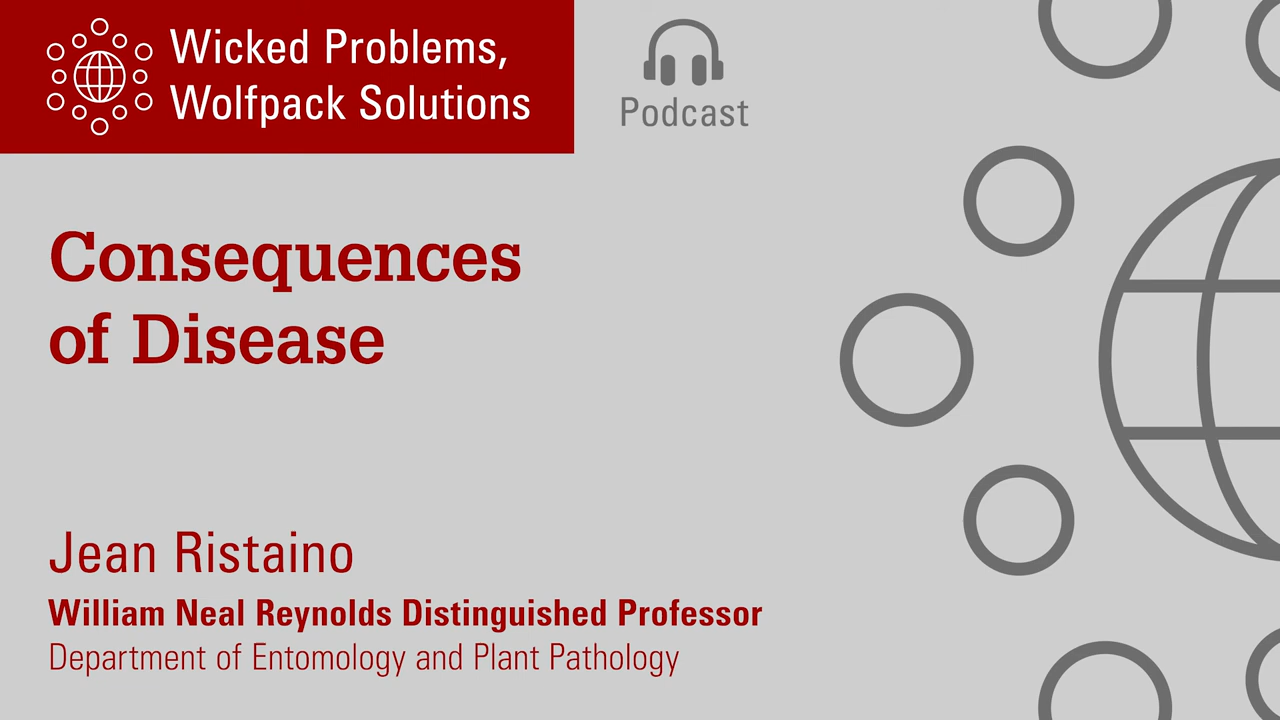 Wicked Problems,
Wolfpack Solutions
Podcast
Consequences
of Disease
Jean Ristaino
William Neal Reynolds Distinguished Professor
Department of Entomology and Plant Pathology